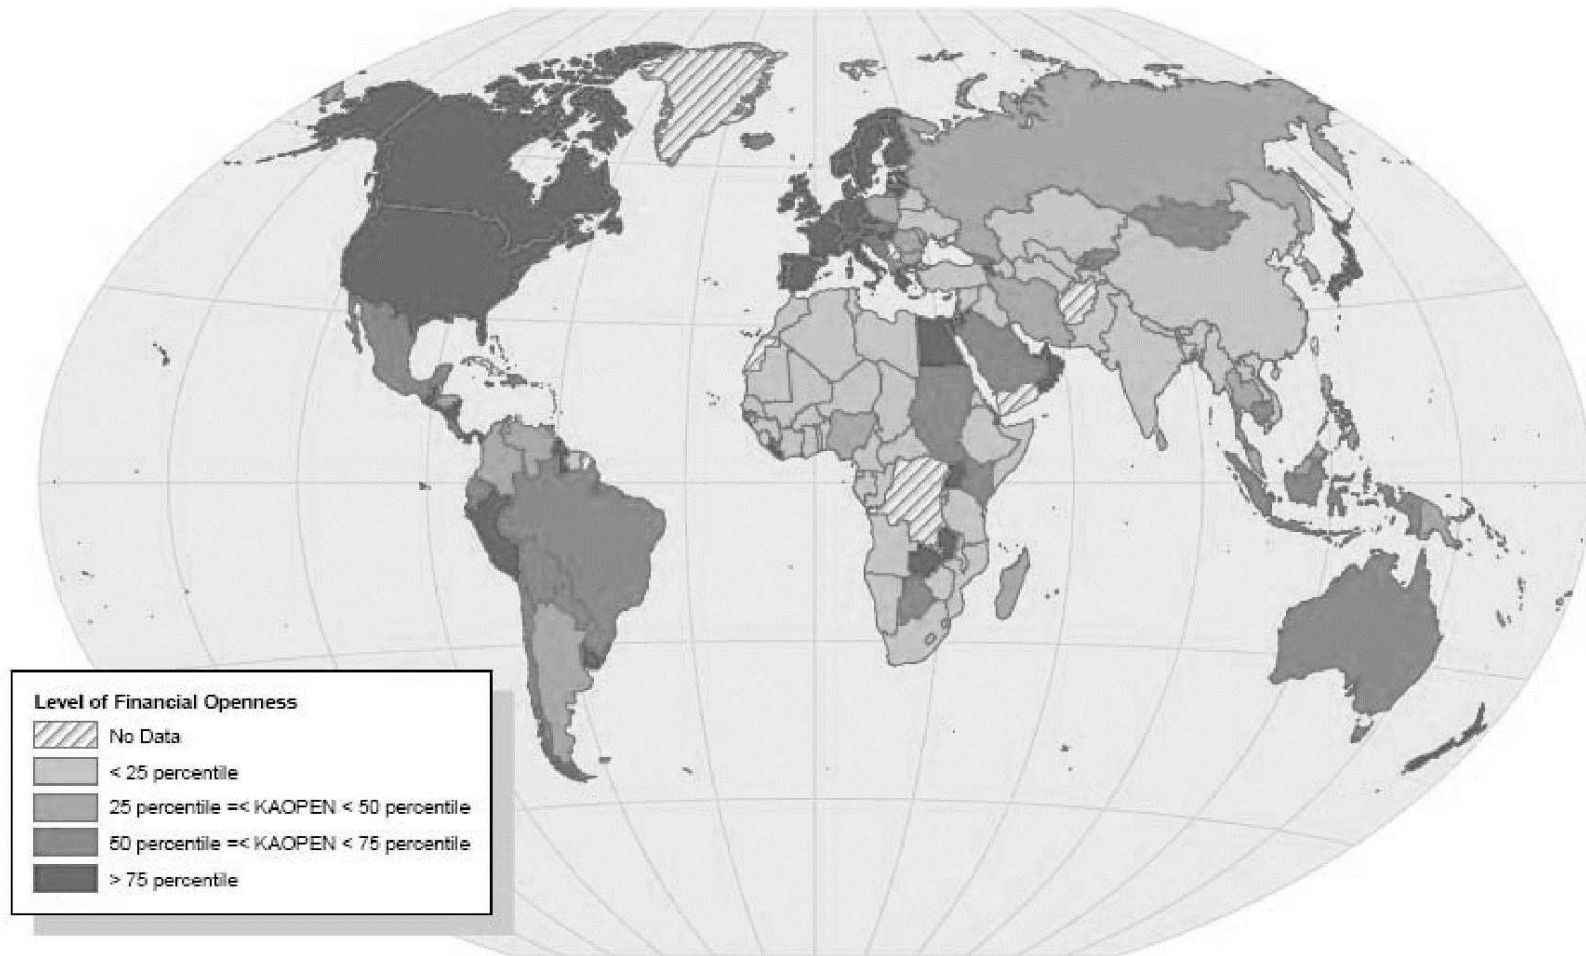 Level of Financial Openness
No Data
< 25 percentile
25 percentile =< KAOPEN < 50 percentile
50 percentile =< KAOPEN < 75 percentile
> 75 percentile